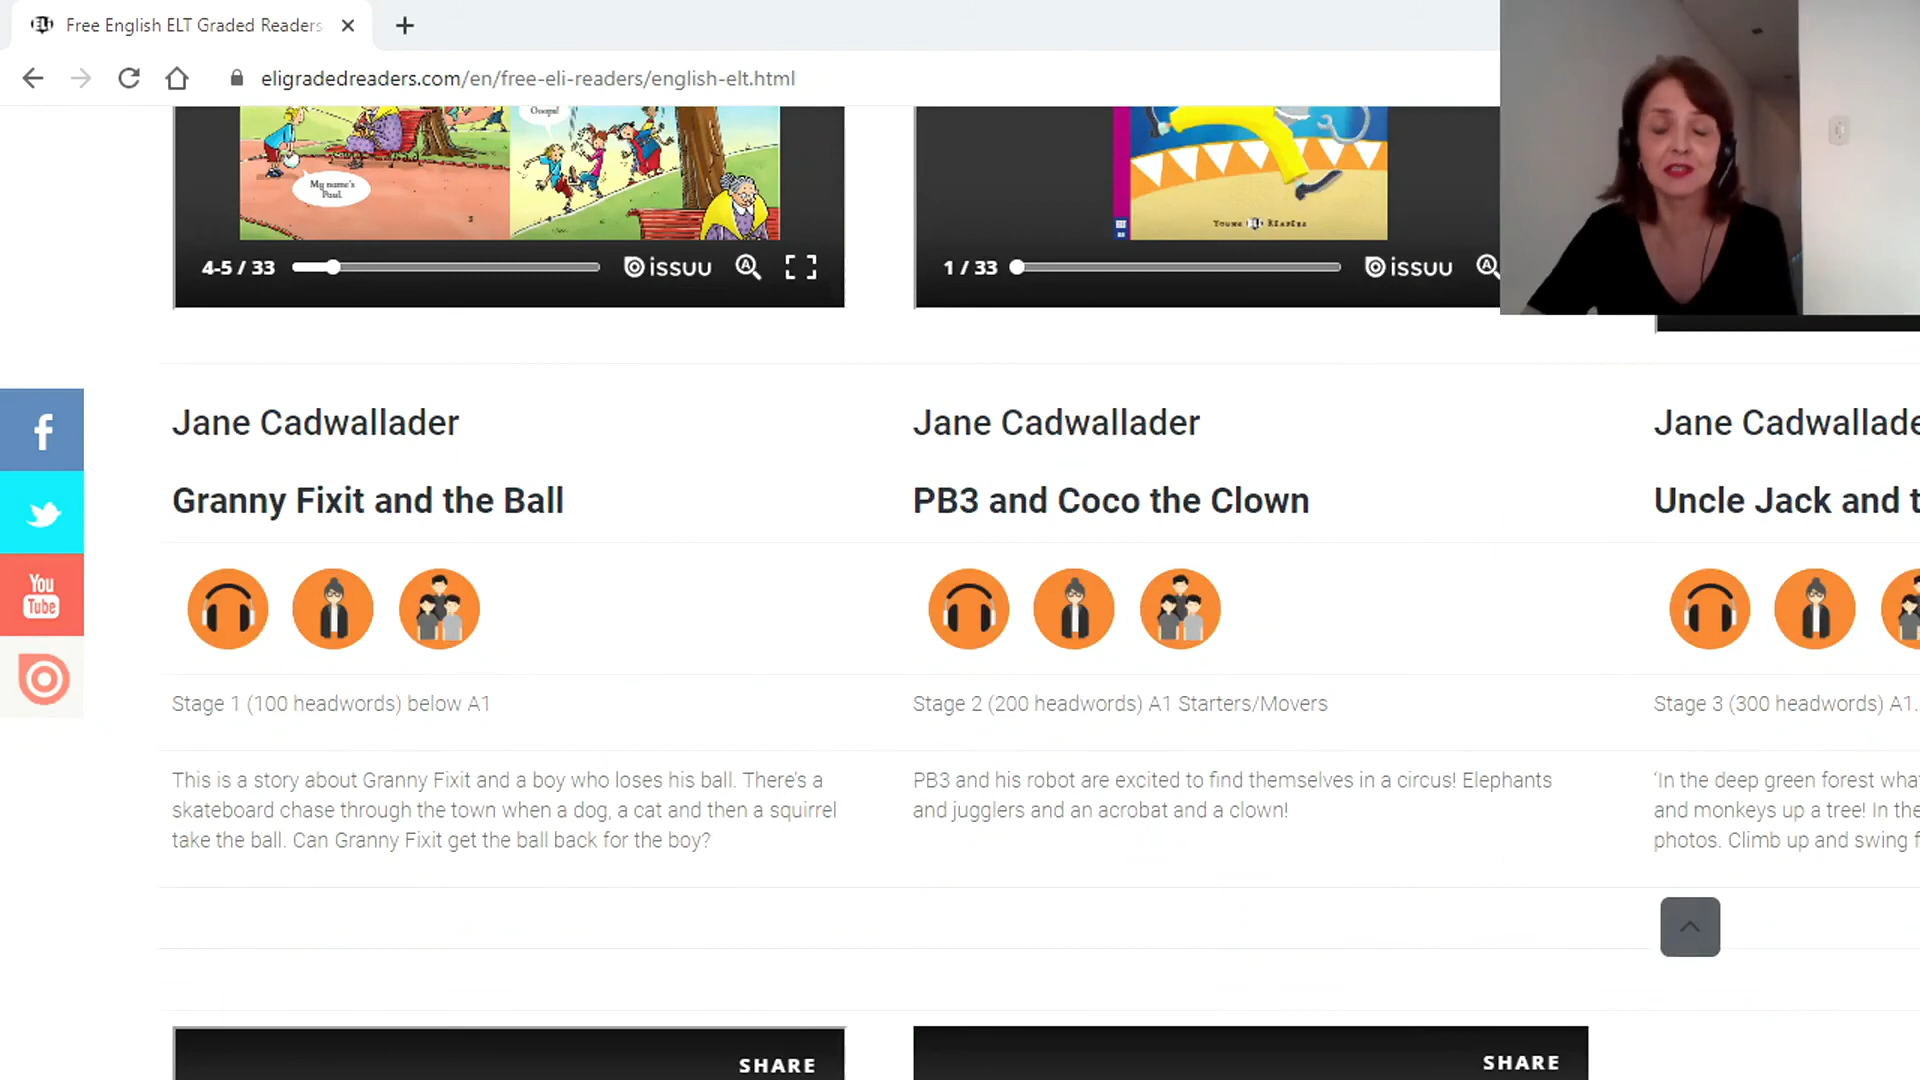 Free English ELT Graded Readers
eligradedreaders.com/en/free-eli-readers/english-elt.html
Ooops!
My name's
Paul.
3
4-5 / 33
issuu
YOUNG ELI READERS
1 / 33
issuu
Jane Cadwallader
Granny Fixit and the Ball
Stage 1 (100 headwords) below A1
This is a story about Granny Fixit and a boy who loses his ball. There's a
skateboard chase through the town when a dog, a cat and then a squirrel
take the ball. Can Granny Fixit get the ball back for the boy?
Jane Cadwallader
PB3 and Coco the Clown
Stage 2 (200 headwords) A1 Starters/Movers
PB3 and his robot are excited to find themselves in a circus! Elephants
and jugglers and an acrobat and a clown!
Jane Cadwallade
Uncle Jack and t
Stage 3 (300 headwords) A1.
'In the deep green forest what
and monkeys up a tree! In the
photos. Climb up and swing f
f
You
Tube
SHARE
SHARE